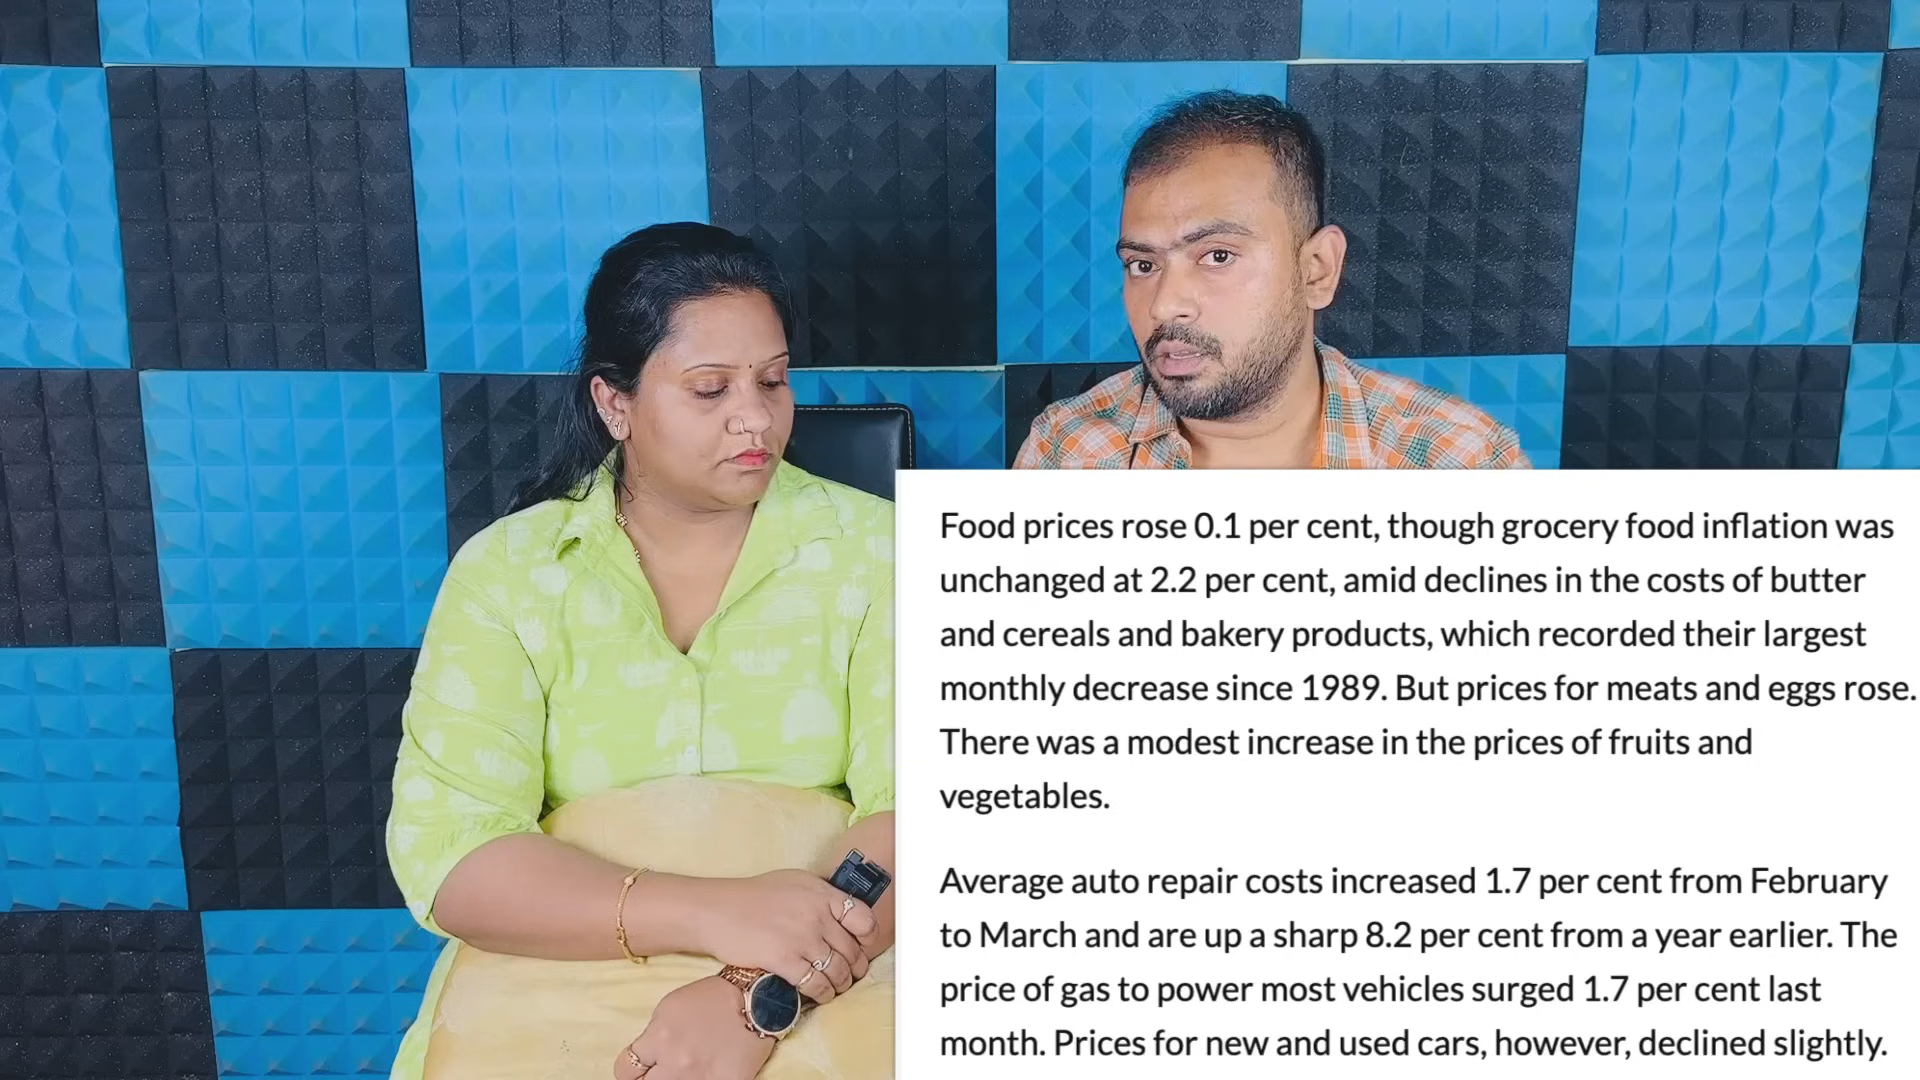 Food prices rose 0.1 per cent, though grocery food inflation was
unchanged at 2.2 per cent, amid declines in the costs of butter
and cereals and bakery products, which recorded their largest
monthly decrease since 1989. But prices for meats and eggs rose.
There was a modest increase in the prices of fruits and
vegetables.
Average auto repair costs increased 1.7 per cent from February
to March and are up a sharp 8.2 per cent from a year earlier. The
price of gas to power most vehicles surged 1.7 per cent last
month. Prices for new and used cars, however, declined slightly.